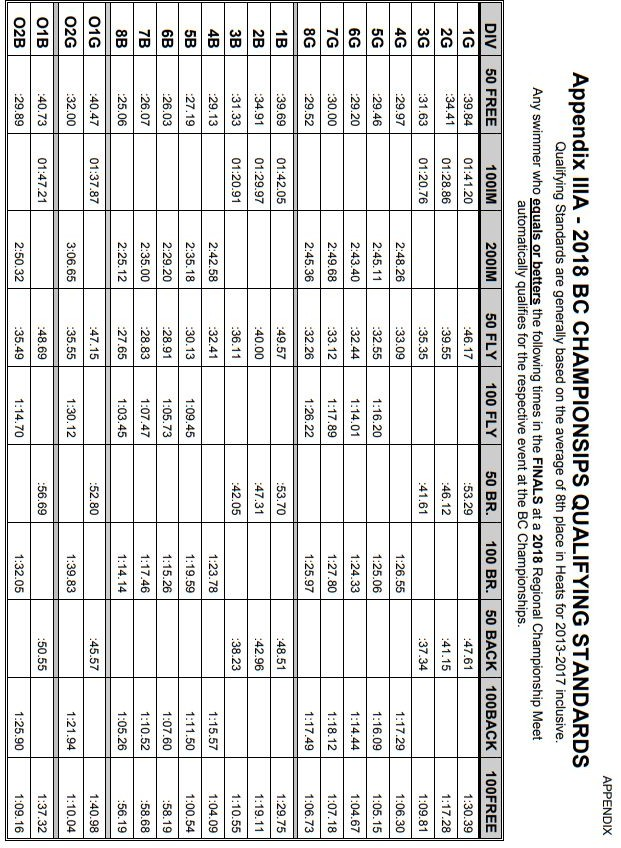 APPENDIX
Appendix IIIA - 2018 BC CHAMPIONSIPS QUALIFYING STANDARDS
Qualifying Standards are generally based on the average of 8th place in Heats for 2013-2017 inclusive.
Any swimmer who equals or betters the following times in the FINALS at a 2018 Regional Championship Meet
automatically qualifies for the respective event at the BC Championships.
DIV 50 FREE 100IM 200IM 50 FLY 100 FLY 50 BR. 100 BR. 50 BACK 100BACK 100FREE
1G :39.84 01:41.20 :46.17 :53.29 :47.61 1:30.39
2G :34.41 01:28.86 :39.55 :46.12 :41.15 1:17.28
3G :31.63 01:20.76 :35.35 :41.61 :37.34 1:09.81
4G :29.97 2:48.26 :33.09 1:26.55 1:17.29 1:06.30
5G :29.46 2:45.11 :32.55 1:16.20 1:25.06 1:16.09 1:05.15
6G :29.20 2:43.40 :32.44 1:14.01 1:24.33 1:14.44 1:04.67
7G :30.00 2:49.68 :33.12 1:17.89 1:27.80 1:18.12 1:07.18
8G :29.52 2:45.36 :32.26 1:26.22 1:25.97 1:17.49 1:06.73
1B :39.69 01:42.05 :49.57 :53.70 :48.51 1:29.75
2B :34.91 01:29.97 :40.00 :47.31 :42.96 1:19.11
3B :31.33 01:20.91 :36.11 :42.05 :38.23 1:10.55
4B :29.13 2:42.58 :32.41 1:23.78 1:15.57 1:04.09
5B :27.19 2:35.18 :30.13 1:09.45 1:19.59 1:11.50 1:00.54
6B :26.03 2:29.20 :28.91 1:05.73 1:15.26 1:07.60 :58.19
7B :26.07 2:35.00 :28.83 1:07.47 1:17.46 1:10.52 :58.68
8B :25.06 2:25.12 :27.65 1:03.45 1:14.14 1:05.26 :56.19
O1G :40.47 01:37.87 :47.15 :52.80 :45.57 1:40.98
O2G :32.00 3:06.65 :35.55 1:30.12 1:39.83 1:21.94 1:10.04
O1B :40.73 01:47.21 :48.69 :56.69 :50.55 1:37.32
O2B :29.89 2:50.32 :35.49 1:14.70 1:32.05 1:25.90 1:09.16